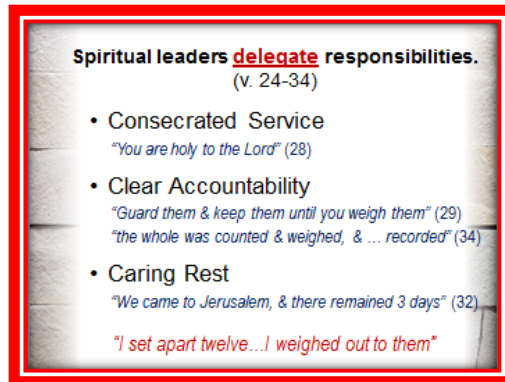 Spiritual leaders delegate responsibilities.
(v. 24-34)
• Consecrated Service
“You are holy to the Lord” (28)
• Clear Accountability
“Guard them & keep them until you weigh them” (29)
“the whole was counted & weighed, & … recorded” (34)
• Caring Rest
“We came to Jerusalem, & there remained 3 days” (32)
“I set apart twelve…I weighed out to them”